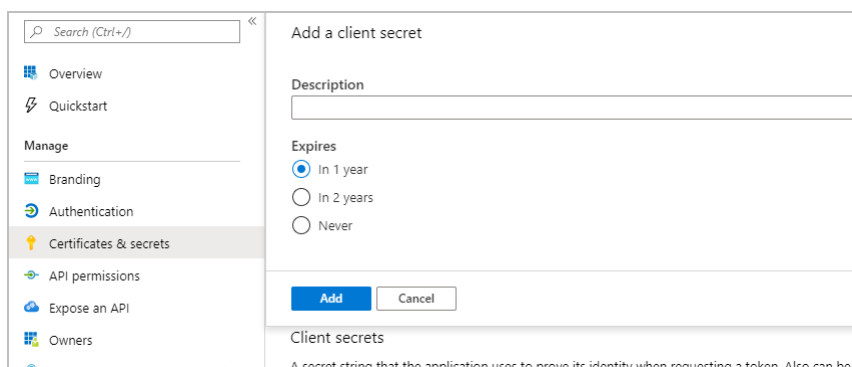 Search (Ctrl+/)
«
Overview
Quickstart
Manage
Branding
Authentication
Certificates & secrets
API permissions
Expose an API
Owners
Add a client secret
Description
Expires
In 1 year
In 2 years
Never
Add
Cancel
Client secrets
A secret string that the application uses to prove its identity when requesting a token. Also can be